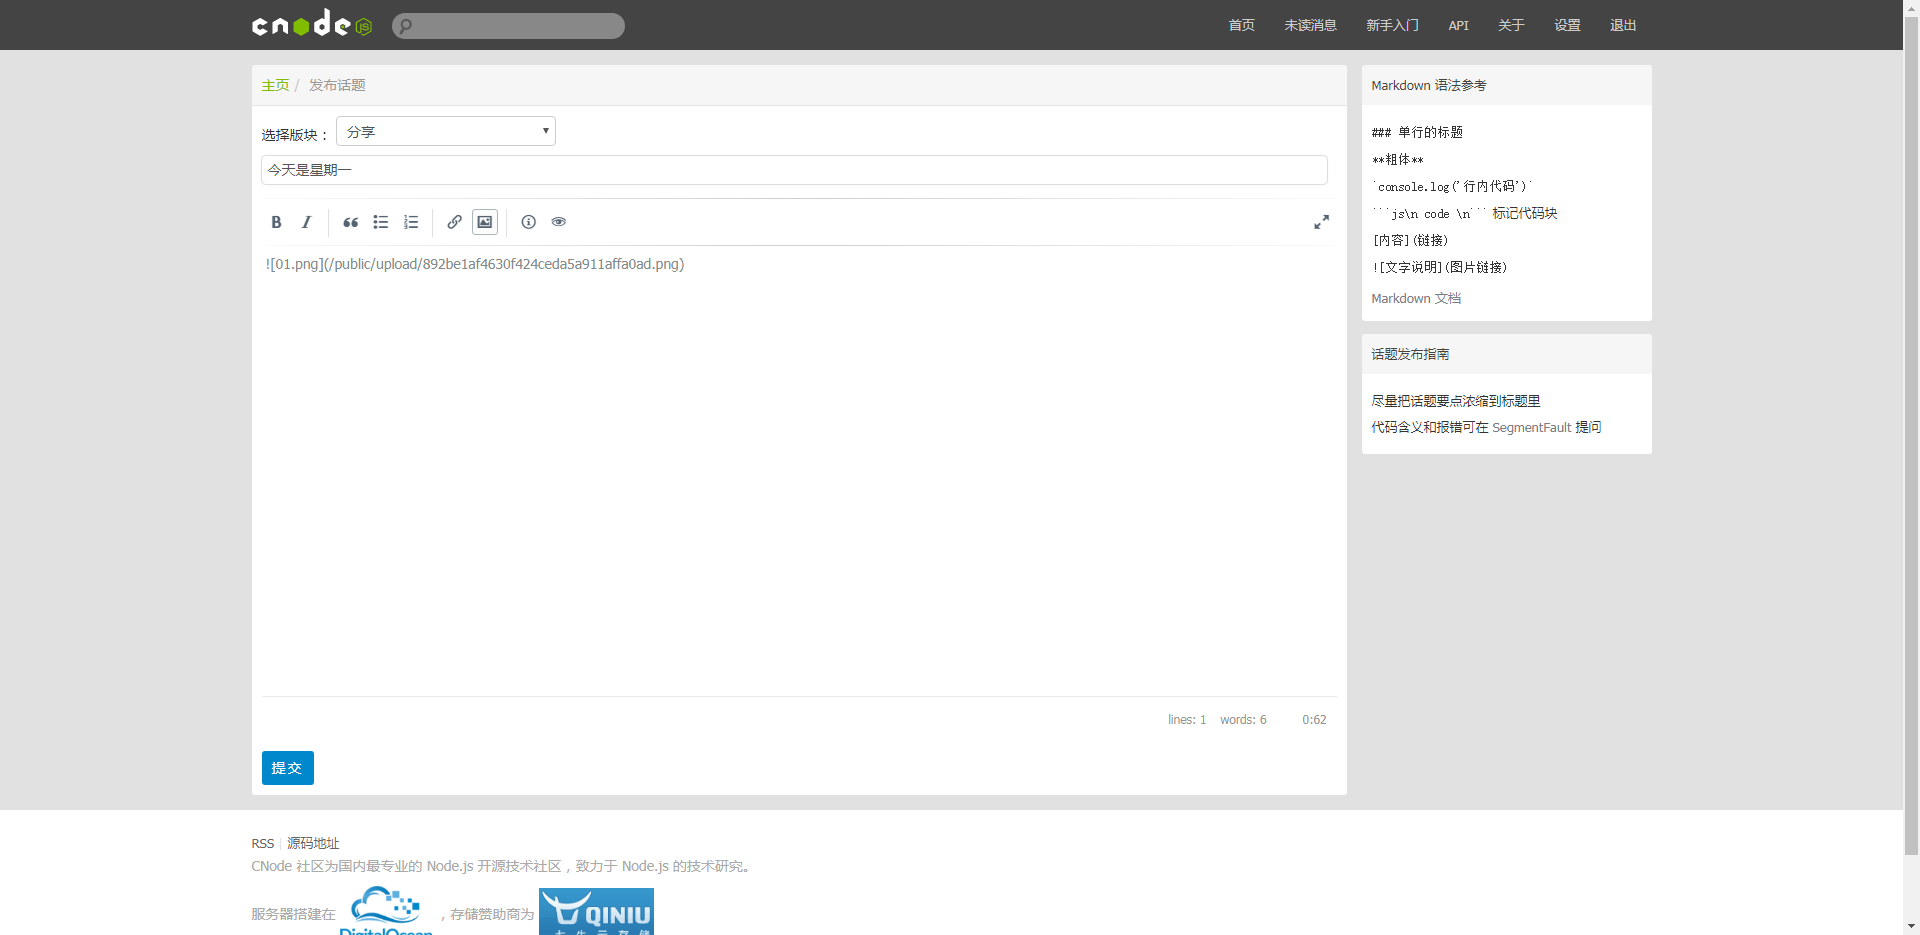 cnode JS
首页 未读消息 新手入门 API 关于 设置 退出
主页 / 发布话题
选择版块： 分享
今天是星期一
B I
![01.png](/public/upload/892be1af4630f424ceda5a911affa0ad.png)
lines: 1 words: 6 0:62
提交
Markdown 语法参考
### 单行的标题
**粗体**
`console.log('行内代码')`
```js\n code \n``` 标记代码块
[内容](链接)
![文字说明](图片链接)
Markdown 文档
话题发布指南
尽量把话题要点浓缩到标题里
代码含义和报错可在 SegmentFault 提问
RSS | 源码地址
CNode 社区为国内最专业的 Node.js 开源技术社区，致力于 Node.js 的技术研究。
服务器搭建在 DigitalOcean ，存储赞助商为 QINIU